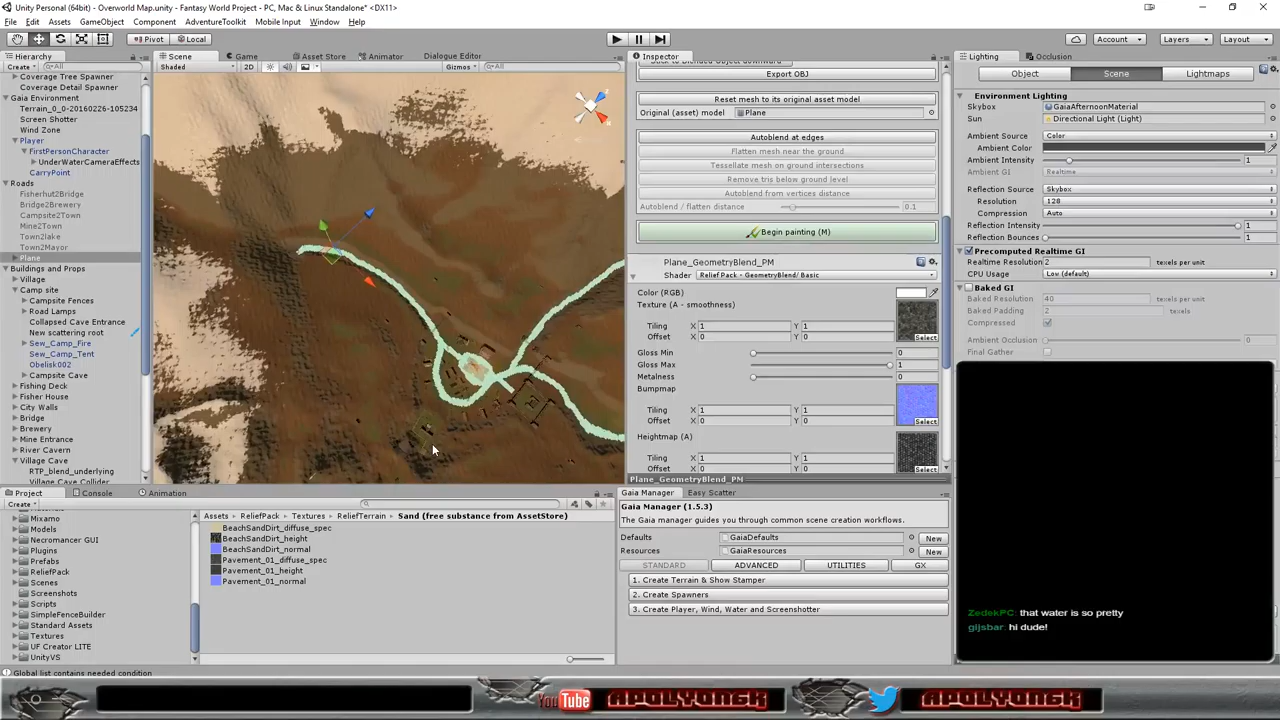 Unity Personal (64bit) - Overworld Map.unity - Fantasy World Project - PC, Mac & Linux Standalone* <DX11>
File Edit Assets GameObject Component AdventureToolkit Mobile Input Window Help
Pivot Local Account Layers Layout
Hierarchy Scene Game Asset Store Animator Dialogue Editor Inspector Lighting Occlusion
Create All Shaded 2D Gizmos All
Coverage Tree Spawner
Coverage Detail Spawner
Gaia Environment
Terrain_0_0-20160226-105234
Screen Shotter
Wind Zone
Player
FirstPersonCharacter
UnderWaterCameraEffects
CarryPoint
Roads
Fisherhut2Bridge
Bridge2Brewery
Campsite2Town
Mine2Town
Town2lake
Town2Mayor
Plane
Buildings and Props
Village
Camp site
Campsite Fences
Road Lamps
Collapsed Cave Entrance
New scattering root
Sew_Camp_Fire
Sew_Camp_Tent
Obelisk002
Campsite Cave
Fishing Deck
Fisher House
City Walls
Bridge
Brewery
Mine Entrance
River Cavern
Village Cave
RTP_blend_underlying
Village Cave Collider
Export OBJ
Reset mesh to its original asset model
Original (asset) model Plane
Autoblend at edges
Flatten mesh near the ground
Tessellate mesh on ground intersections
Remove tris below ground level
Autoblend from vertices distance
Autoblend / flatten distance 0.1
Begin painting (M)
Plane_GeometryBlend_PM
Shader Relief Pack - GeometryBlend/ Basic
Color (RGB)
Texture (A - smoothness)
Tiling X 1 Y 1
Offset X 0 Y 0
Select
Gloss Min 0
Gloss Max 1
Metalness 0
Bumpmap
Tiling X 1 Y 1
Offset X 0 Y 0
Select
Heightmap (A)
Tiling X 1 Y 1
Offset X 0 Y 0
Select
Plane_GeometryBlend_PM
Object Scene Lightmaps
Environment Lighting
Skybox GaiaAfternoonMaterial
Sun Directional Light (Light)
Ambient Source Color
Ambient Color
Ambient Intensity 1
Ambient GI Realtime
Reflection Source Skybox
Resolution 128
Compression Auto
Reflection Intensity 1
Reflection Bounces 1
Precomputed Realtime GI
Realtime Resolution 2 texels per unit
CPU Usage Low (default)
Baked GI
Baked Resolution 40 texels per unit
Baked Padding 2 texels
Compressed
Ambient Occlusion 0
Final Gather
ZedekPC: that water is so pretty
gijsbar: hi dude!
Project Console Animation
Create
Mixamo
Models
Necromancer GUI
Plugins
Prefabs
ReliefPack
Scenes
Screenshots
Scripts
SimpleFenceBuilder
Standard Assets
Textures
UF Creator LITE
UnityVS
Assets ReliefPack Textures ReliefTerrain Sand (free substance from AssetStore)
BeachSandDirt_diffuse_spec
BeachSandDirt_height
BeachSandDirt_normal
Pavement_01_diffuse_spec
Pavement_01_height
Pavement_01_normal
Gaia Manager Easy Scatter
Gaia Manager (1.5.3)
The Gaia manager guides you through common scene creation workflows.
Defaults GaiaDefaults New
Resources GaiaResources New
STANDARD ADVANCED UTILITIES GX
1. Create Terrain & Show Stamper
2. Create Spawners
3. Create Player, Wind, Water and Screenshotter
Global list contains needed condition
YouTube APOLYONGK APOLYONGK